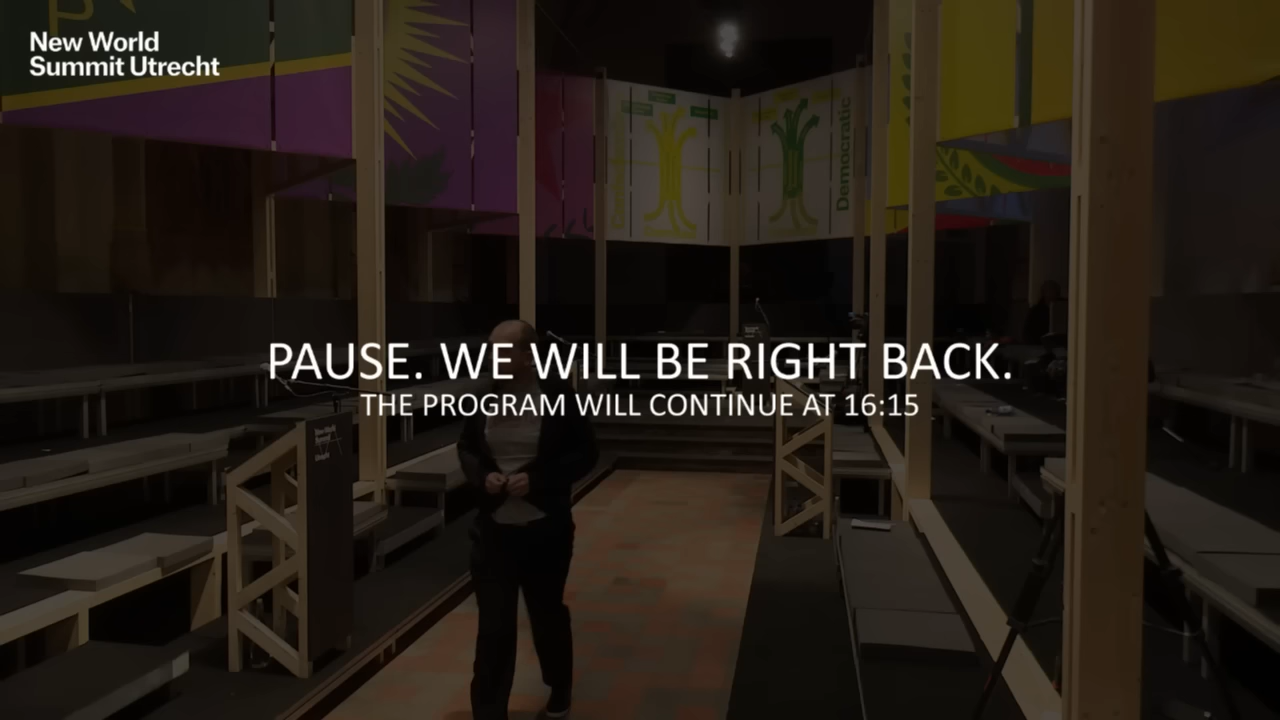 New World
Summit Utrecht
Democratic
PAUSE. WE WILL BE RIGHT BACK.
THE PROGRAM WILL CONTINUE AT 16:15